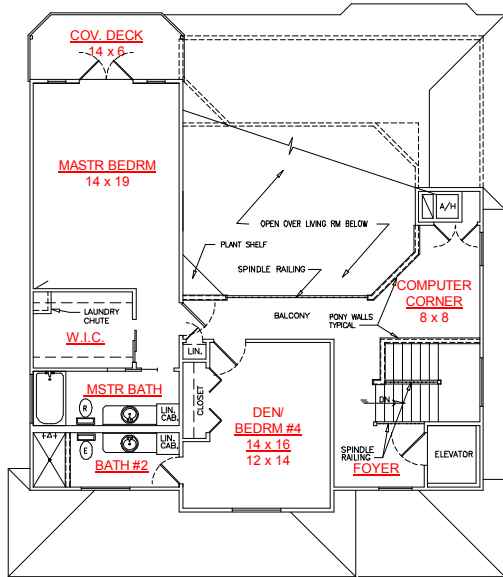 COV. DECK
14 x 6
MASTR BEDRM
14 x 19
A/H
OPEN OVER LIVING RM BELOW
PLANT SHELF
SPINDLE RAILING
COMPUTER
CORNER
8 x 8
LAUNDRY
CHUTE
W.I.C.
BALCONY
PONY WALLS
TYPICAL
LIN.
MSTR BATH
CLOSET
DN
R
LIN.
CAB.
DEN/
BEDRM #4
14 x 16
12 x 14
E
LIN.
CAB.
BATH #2
SPINDLE
RAILING
FOYER
ELEVATOR